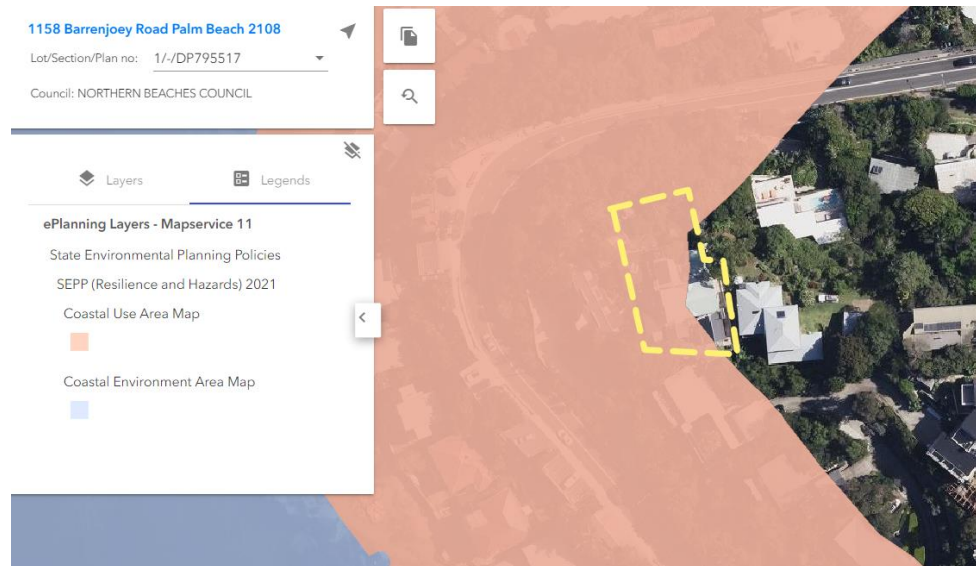 1158 Barrenjoey Road Palm Beach 2108
Lot/Section/Plan no: 1/-/DP795517
Council: NORTHERN BEACHES COUNCIL
Layers Legends
ePlanning Layers - Mapservice 11
State Environmental Planning Policies
SEPP (Resilience and Hazards) 2021
Coastal Use Area Map
Coastal Environment Area Map